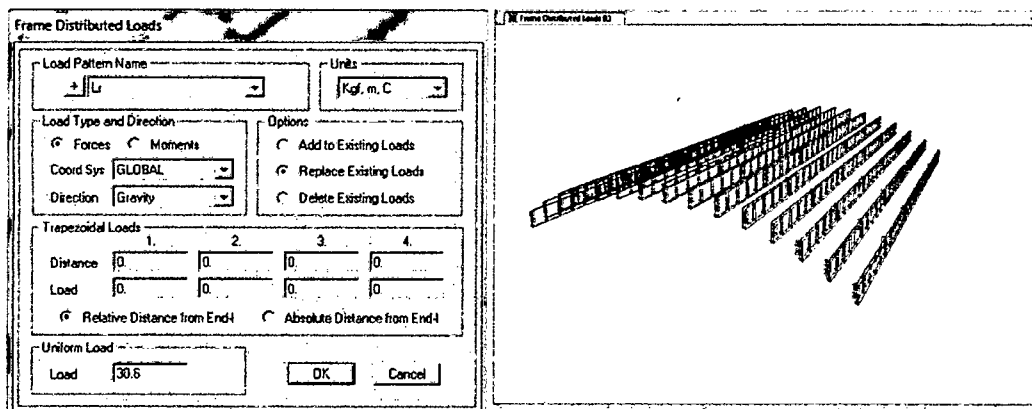 Frame Distributed Loads
Load Pattern Name
+ Lr
Units
Kgf, m, C
Load Type and Direction
Forces Moments
Coord Sys GLOBAL
Direction Gravity
Options
Add to Existing Loads
Replace Existing Loads
Delete Existing Loads
Trapezoidal Loads
1. 2. 3. 4.
Distance 0. 0. 0. 0.
Load 0. 0. 0. 0.
Relative Distance from End-I Absolute Distance from End-I
Uniform Load
Load 30.6
OK Cancel
Frame Distributed Loads